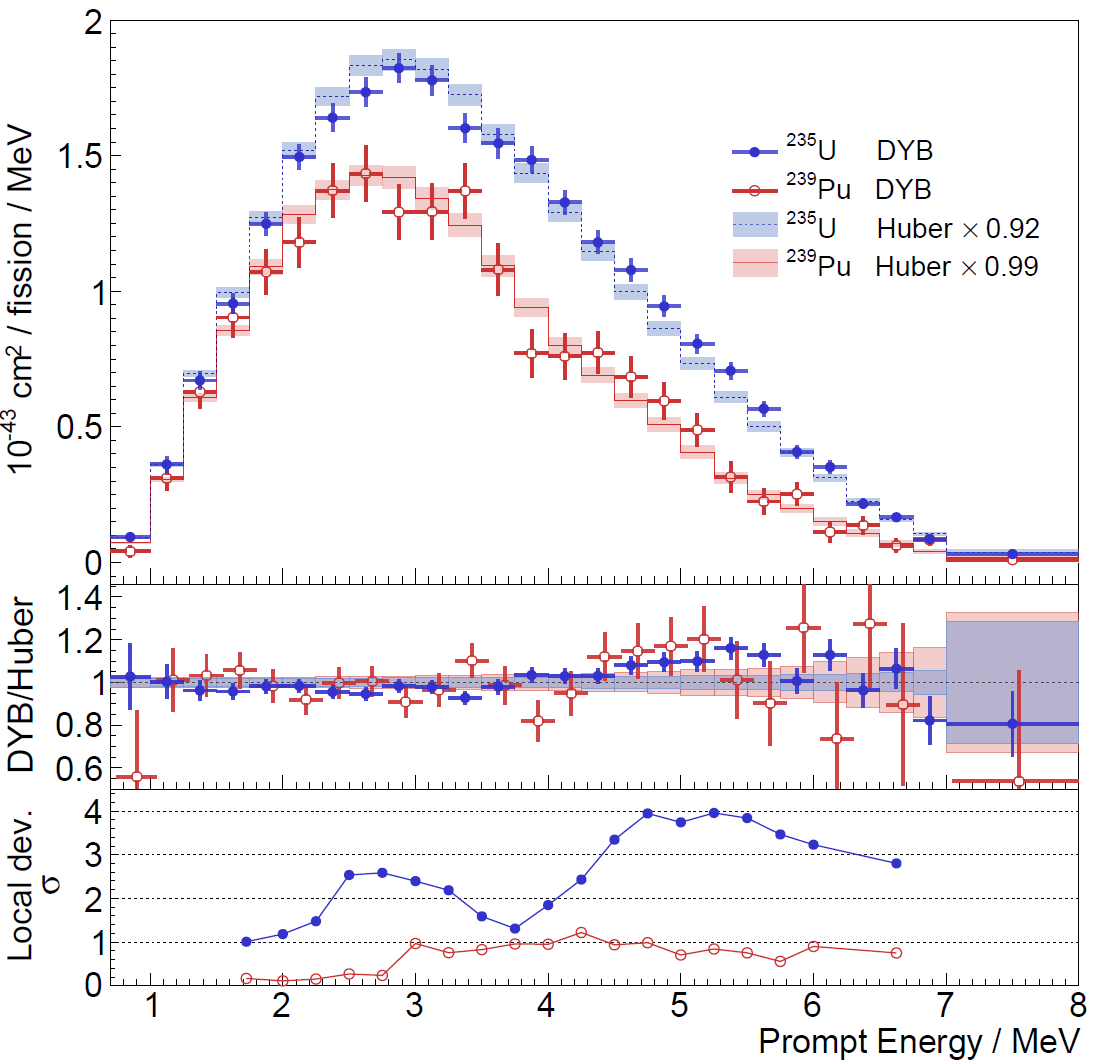 2
1.5
1
0.5
0
10⁻⁴³ cm² / fission / MeV
²³⁵U DYB
²³⁹Pu DYB
²³⁵U Huber × 0.92
²³⁹Pu Huber × 0.99
1.4
1.2
1
0.8
0.6
DYB/Huber
4
3
2
1
0
Local dev.
σ
1 2 3 4 5 6 7 8
Prompt Energy / MeV